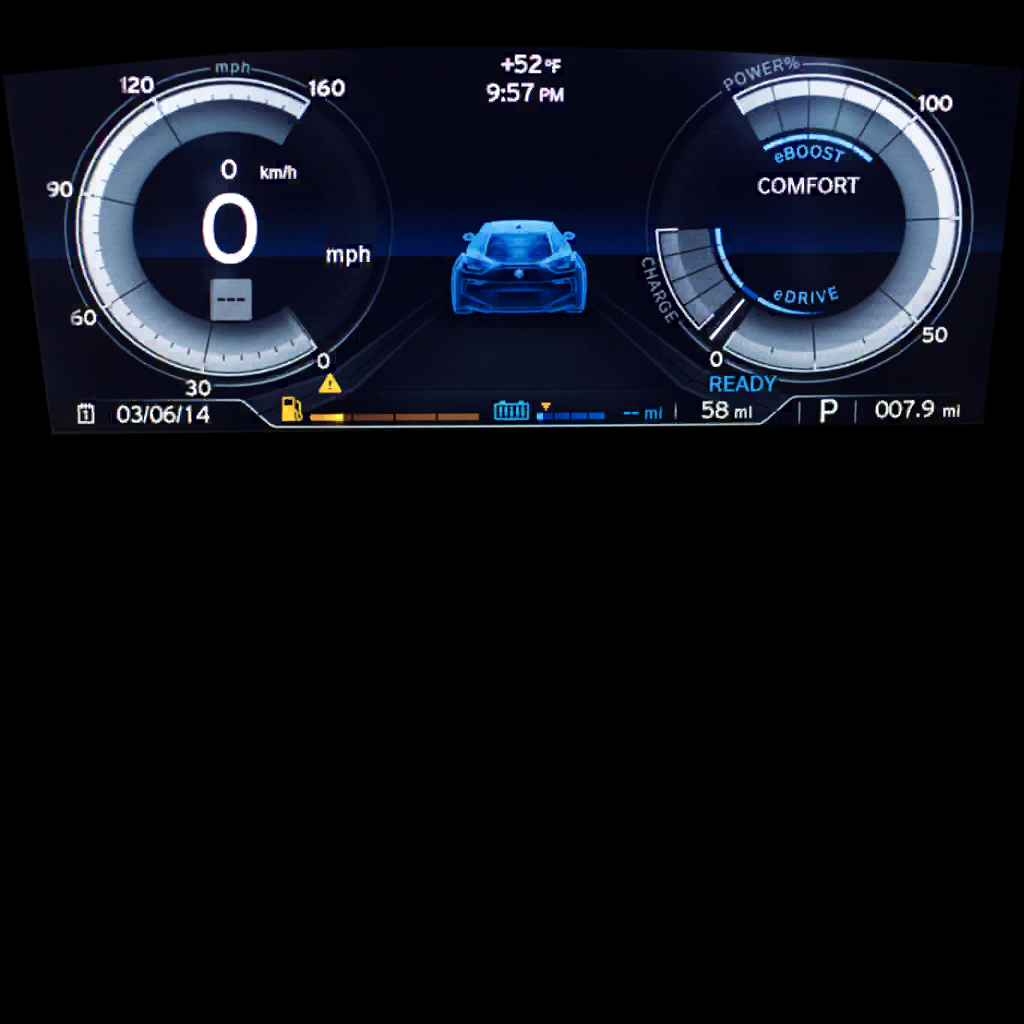 mph
120
160
90
60
30
0
0 km/h
0
mph
---
+52°F
9:57 PM
POWER%
100
eBOOST
COMFORT
CHARGE
eDRIVE
50
0
READY
03/06/14
-- mi
58 mi
P
007.9 mi